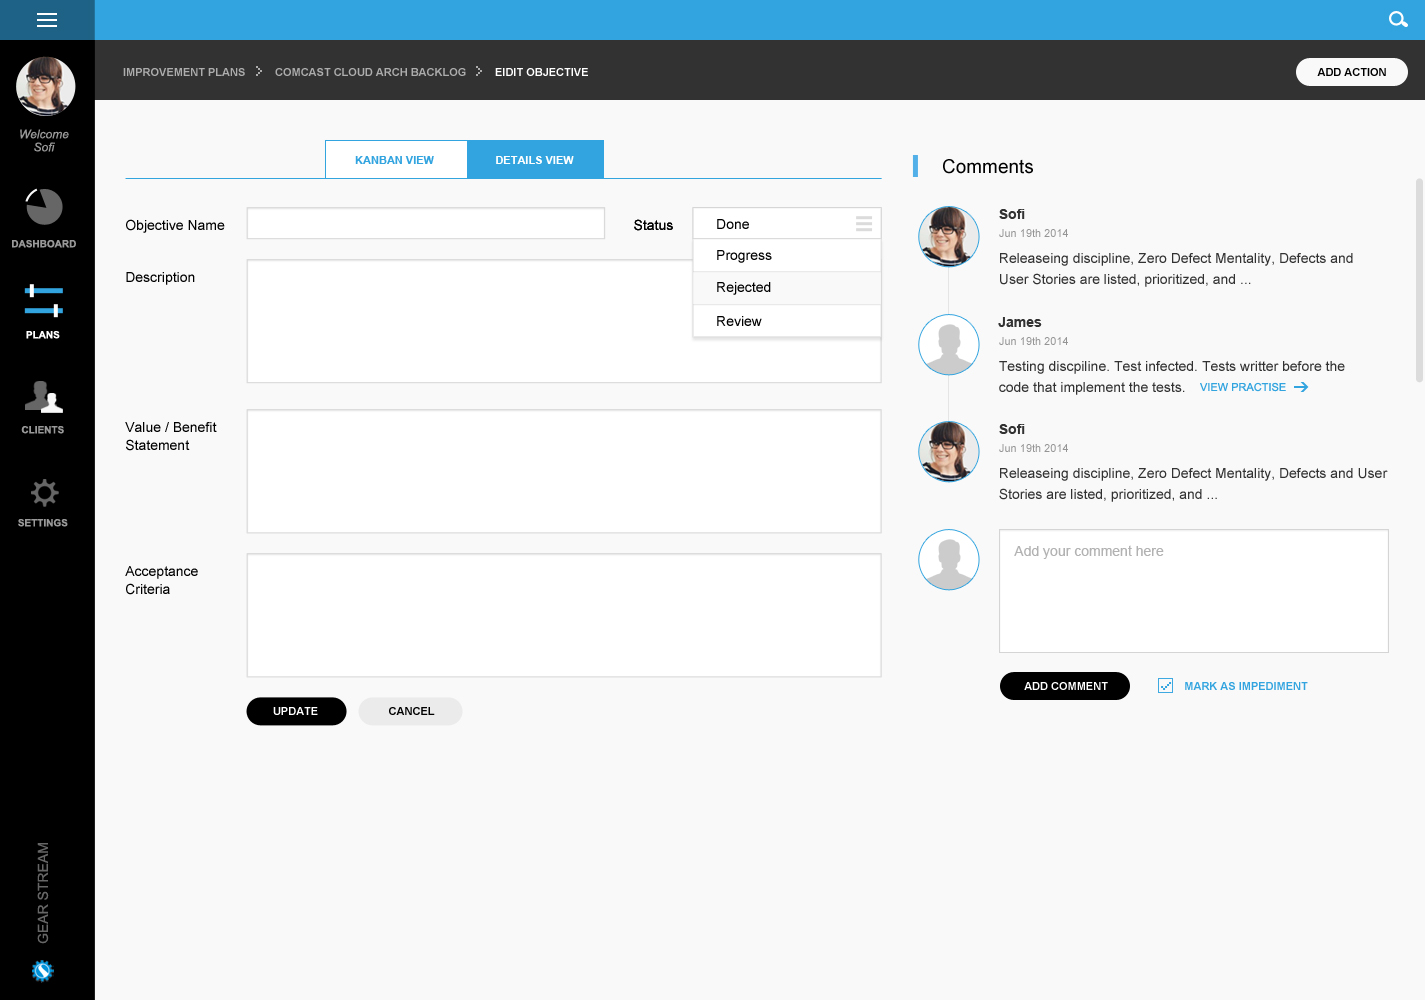 IMPROVEMENT PLANS > COMCAST CLOUD ARCH BACKLOG > EIDIT OBJECTIVE
ADD ACTION
Welcome
Sofi
DASHBOARD
PLANS
CLIENTS
SETTINGS
GEAR STREAM
KANBAN VIEW
DETAILS VIEW
Objective Name
Status
Done
Progress
Rejected
Review
Description
Value / Benefit
Statement
Acceptance
Criteria
UPDATE
CANCEL
Comments
Sofi
Jun 19th 2014
Releaseing discipline, Zero Defect Mentality, Defects and
User Stories are listed, prioritized, and ...
James
Jun 19th 2014
Testing discpiline. Test infected. Tests writter before the
code that implement the tests. VIEW PRACTISE
Sofi
Jun 19th 2014
Releaseing discipline, Zero Defect Mentality, Defects and User
Stories are listed, prioritized, and ...
Add your comment here
ADD COMMENT
MARK AS IMPEDIMENT